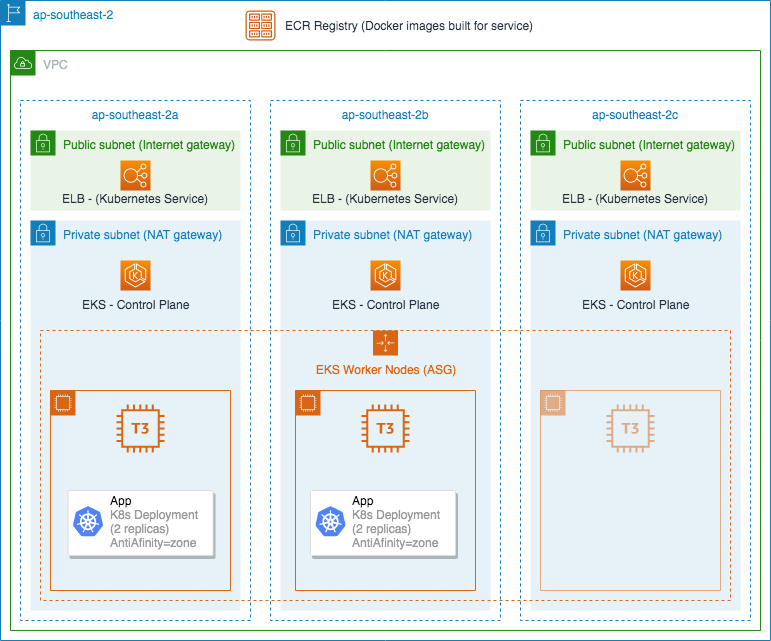 ap-southeast-2
ECR Registry (Docker images built for service)
VPC
ap-southeast-2a
Public subnet (Internet gateway)
ELB - (Kubernetes Service)
Private subnet (NAT gateway)
EKS - Control Plane
ap-southeast-2b
Public subnet (Internet gateway)
ELB - (Kubernetes Service)
Private subnet (NAT gateway)
EKS - Control Plane
ap-southeast-2c
Public subnet (Internet gateway)
ELB - (Kubernetes Service)
Private subnet (NAT gateway)
EKS - Control Plane
EKS Worker Nodes (ASG)
T3
App
K8s Deployment
(2 replicas)
AntiAfinity=zone
T3
App
K8s Deployment
(2 replicas)
AntiAfinity=zone
T3